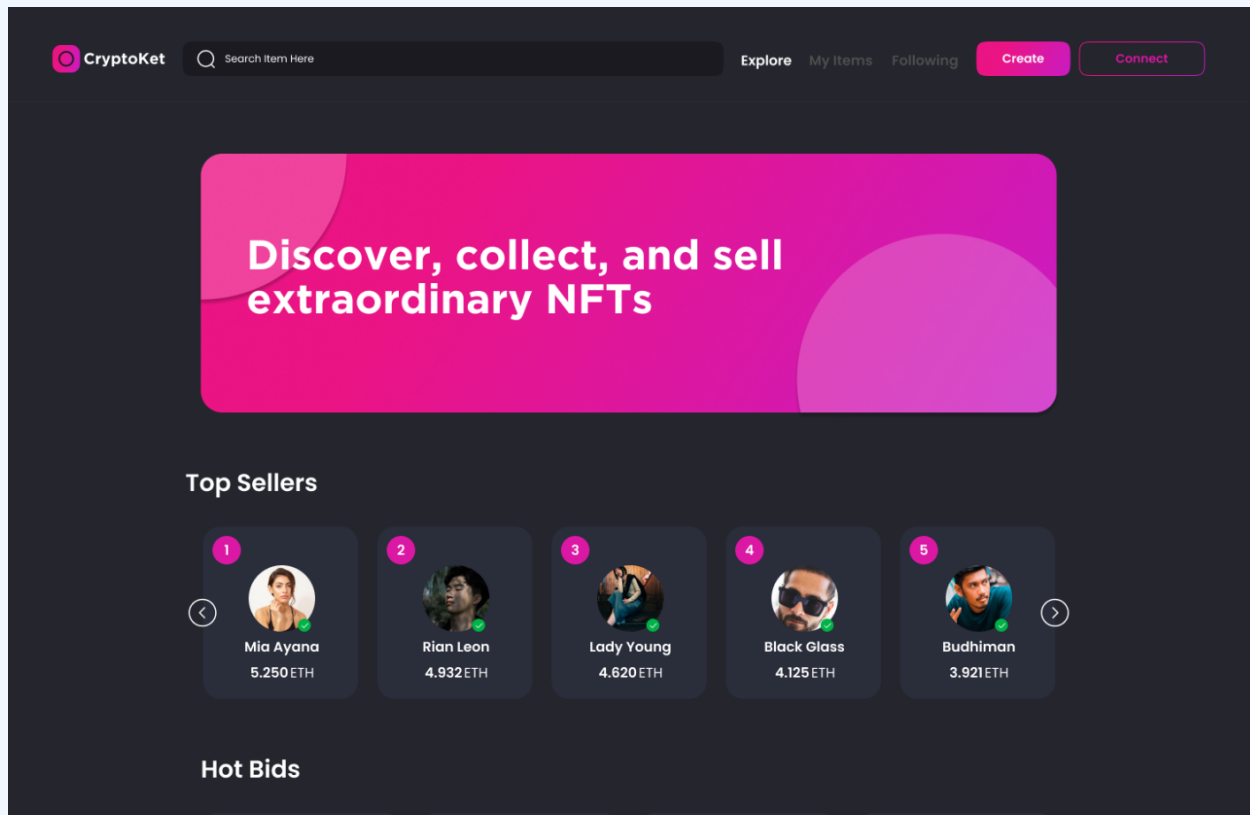 CryptoKet
Search Item Here
Explore
My Items
Following
Create
Connect
Discover, collect, and sell
extraordinary NFTs
Top Sellers
1
2
3
4
5
Mia Ayana
Rian Leon
Lady Young
Black Glass
Budhiman
5.250 ETH
4.932 ETH
4.620 ETH
4.125 ETH
3.921 ETH
Hot Bids